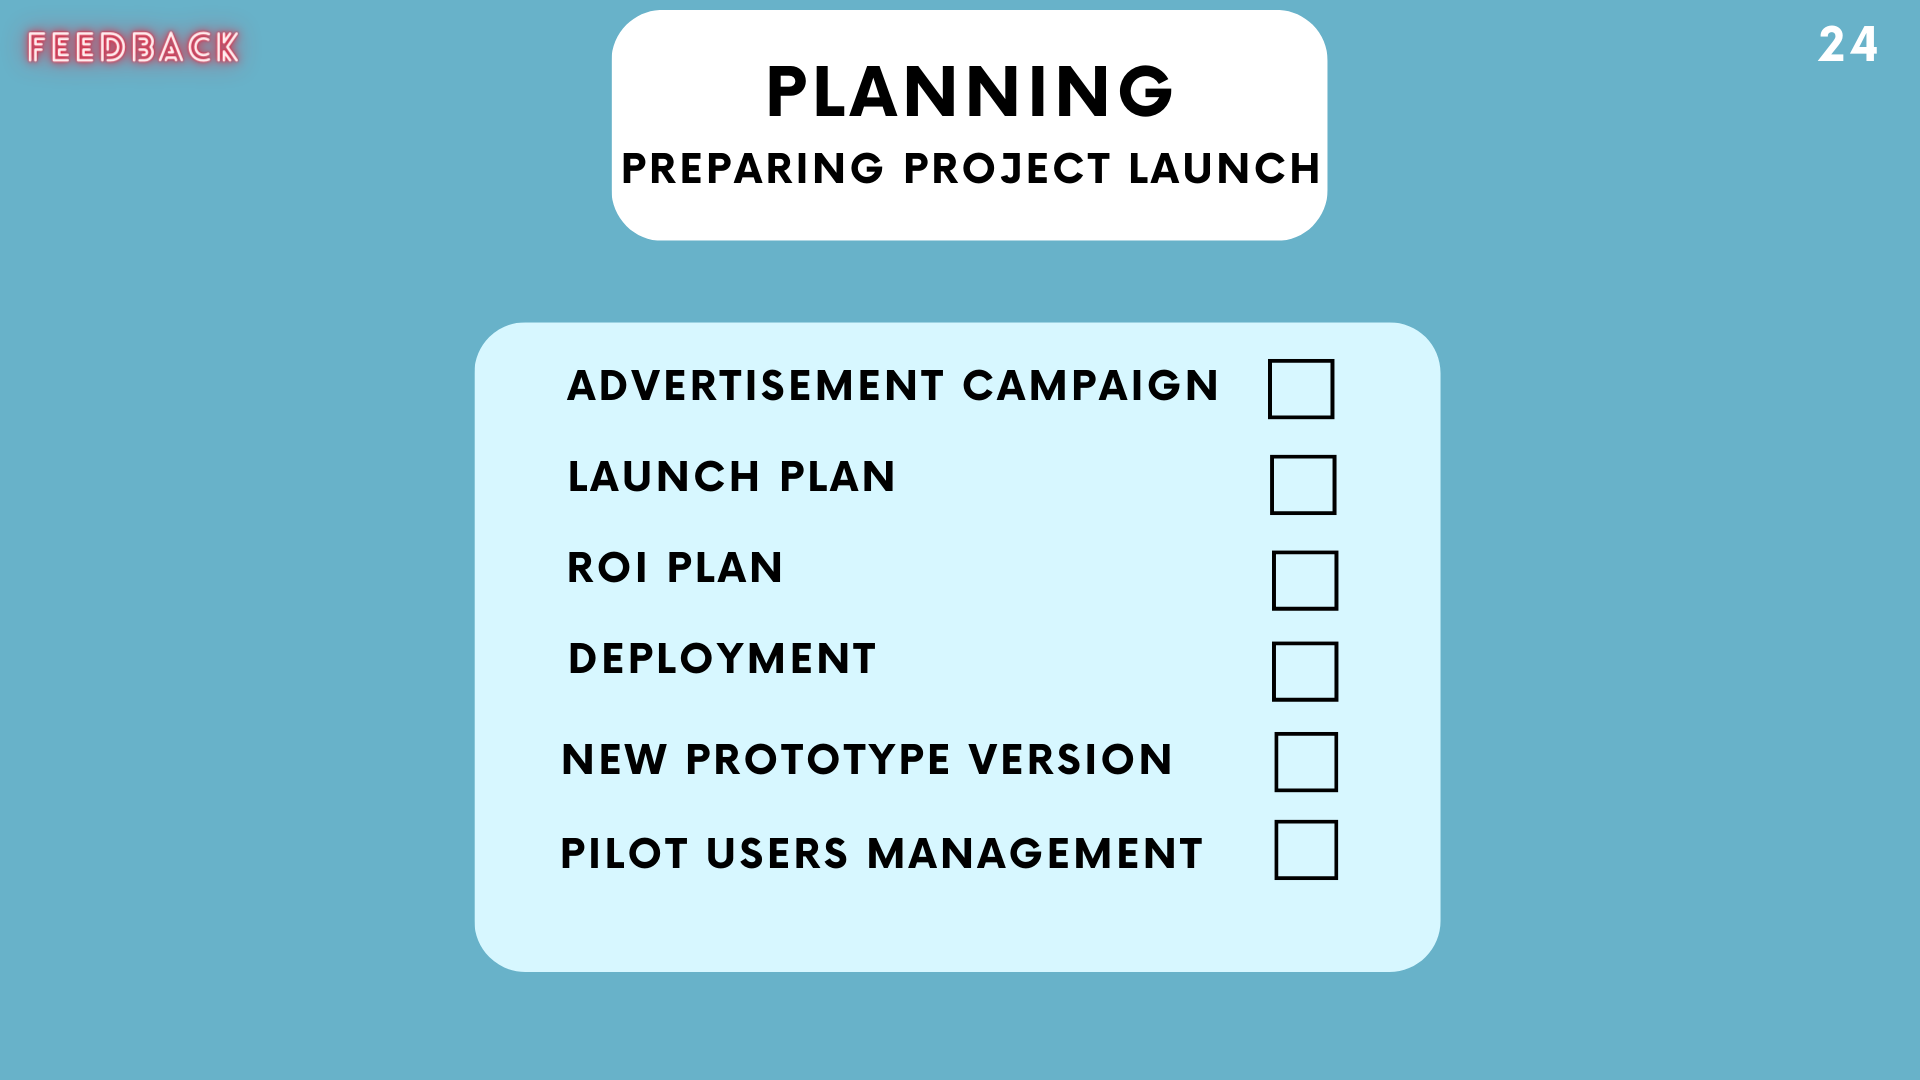 FEEDBACK
24
PLANNING
PREPARING PROJECT LAUNCH
ADVERTISEMENT CAMPAIGN
LAUNCH PLAN
ROI PLAN
DEPLOYMENT
NEW PROTOTYPE VERSION
PILOT USERS MANAGEMENT